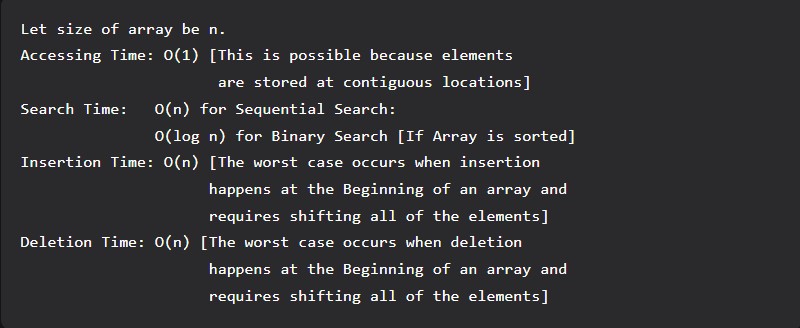 Let size of array be n.
Accessing Time: O(1) [This is possible because elements
are stored at contiguous locations]
Search Time: O(n) for Sequential Search:
O(log n) for Binary Search [If Array is sorted]
Insertion Time: O(n) [The worst case occurs when insertion
happens at the Beginning of an array and
requires shifting all of the elements]
Deletion Time: O(n) [The worst case occurs when deletion
happens at the Beginning of an array and
requires shifting all of the elements]